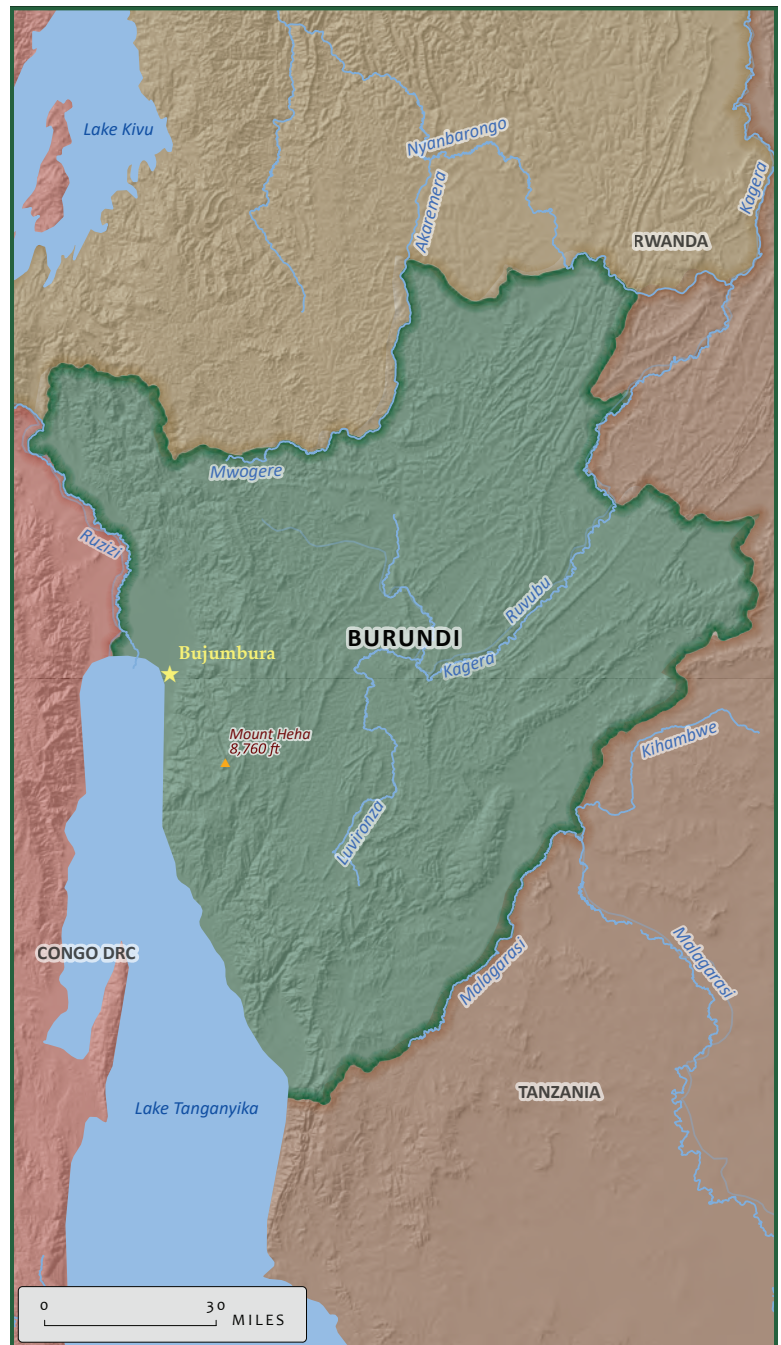 Lake Kivu
Nyanbarongo
Kagera
Akaremera
RWANDA
Mwogere
Ruzizi
Ruvubu
BURUNDI
Bujumbura
Kagera
Mount Heha
8,760 ft
Kihambwe
Luvironza
CONGO DRC
Malagarasi
Malagarasi
TANZANIA
Lake Tanganyika
0 30 MILES